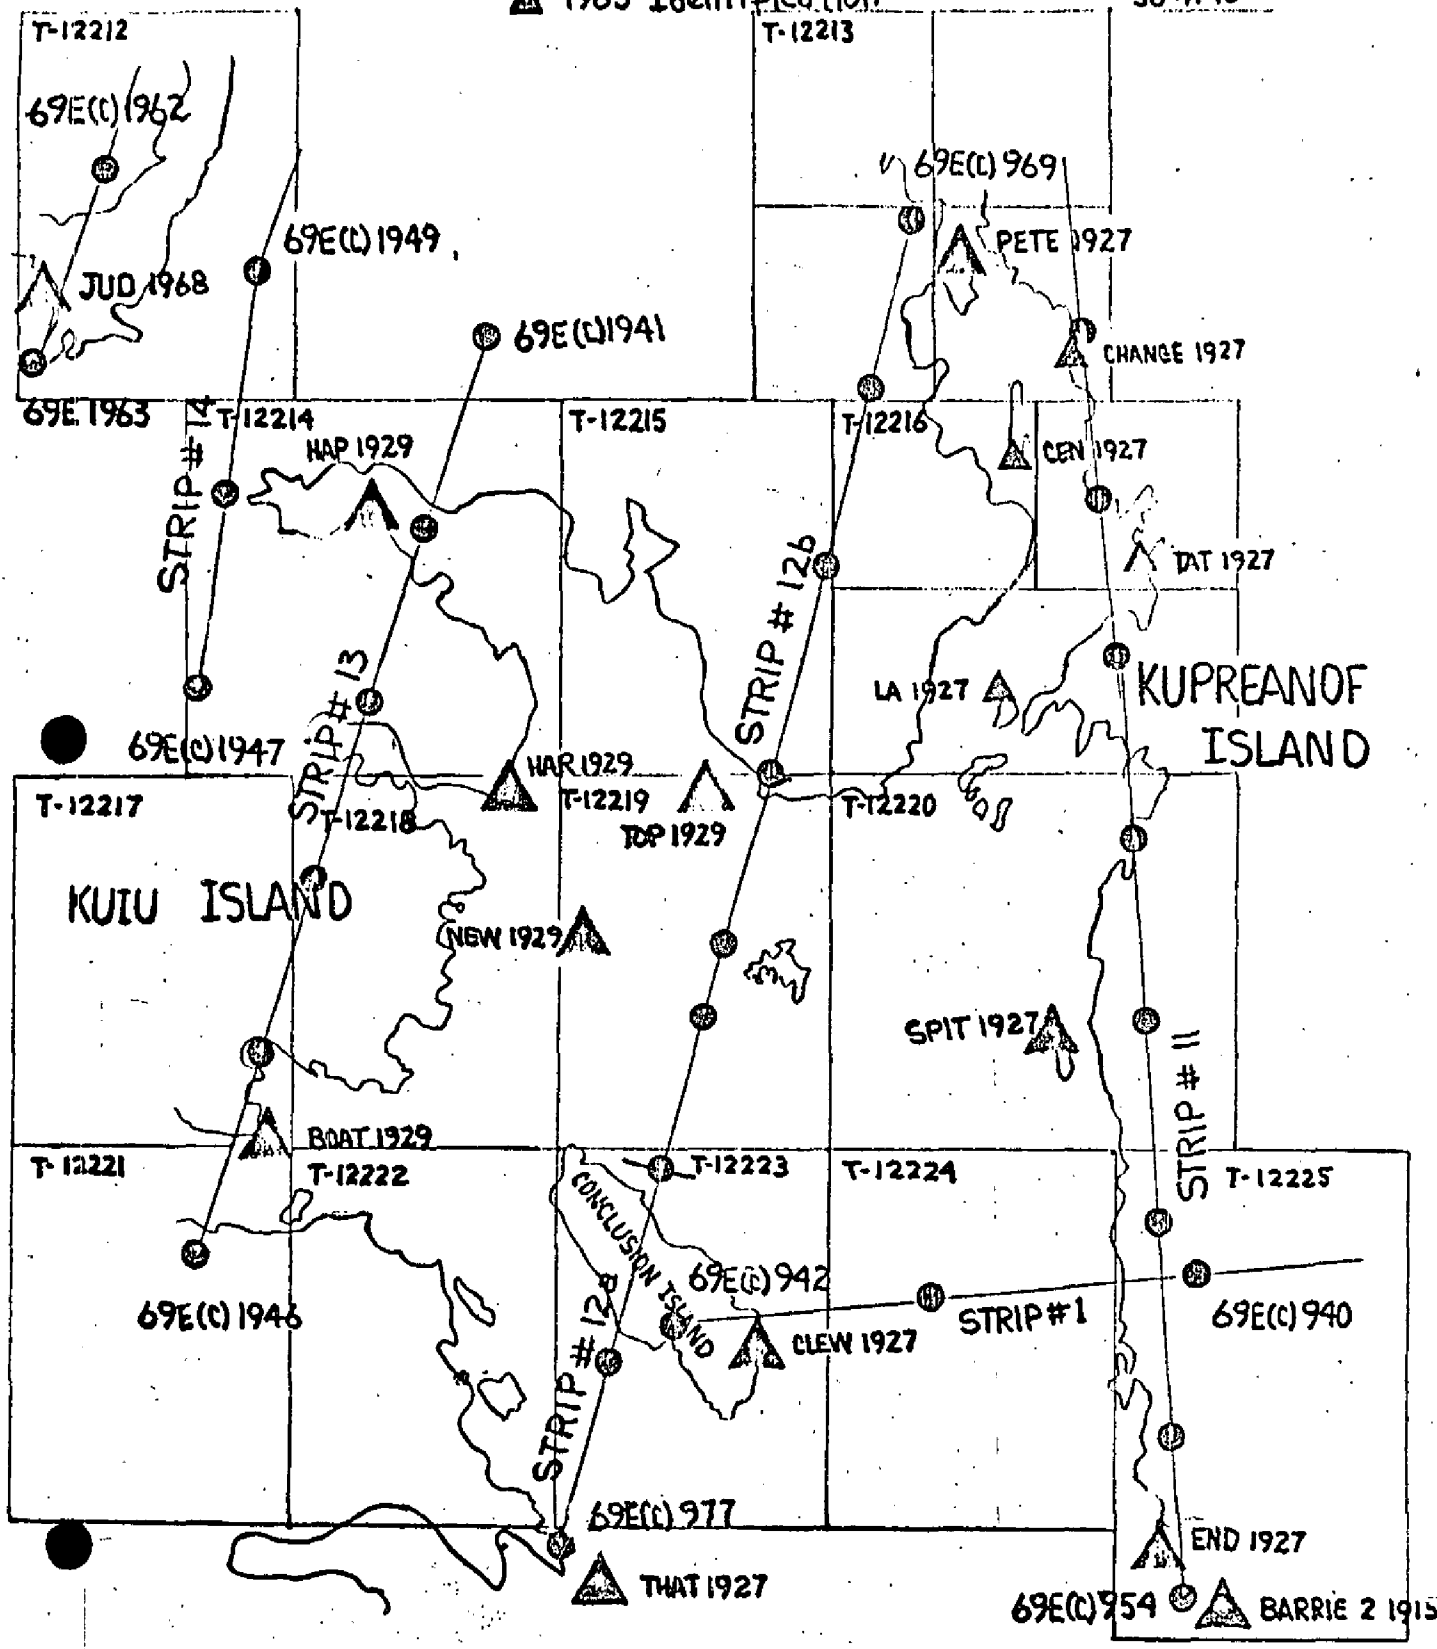 1983 Identification
T-12212
T-12213
69E(C)1962
69E(C)969
69E(C)1949
PETE 1927
JUD 1968
69E(C)1941
CHANGE 1927
69E.1963
T-12214
T-12215
T-12216
HAP 1929
CEN 1927
STRIP #14
TAT 1927
STRIP # 12b
STRIP # 13
LA 1927
KUPREANOF
ISLAND
69E(C)1947
HAR 1929
T-12217
T-12218
T-12219
T-12220
TOP 1929
KUIU ISLAND
NEW 1929
SPIT 1927
STRIP # 11
BOAT 1929
T-12221
T-12222
T-12223
T-12224
T-12225
CONCLUSION ISLAND
69E(C)942
69E(C)1946
STRIP #1
69E(C)940
CLEW 1927
STRIP # 12a
69E(C)977
END 1927
THAT 1927
69E(C)954
BARRIE 2 1915